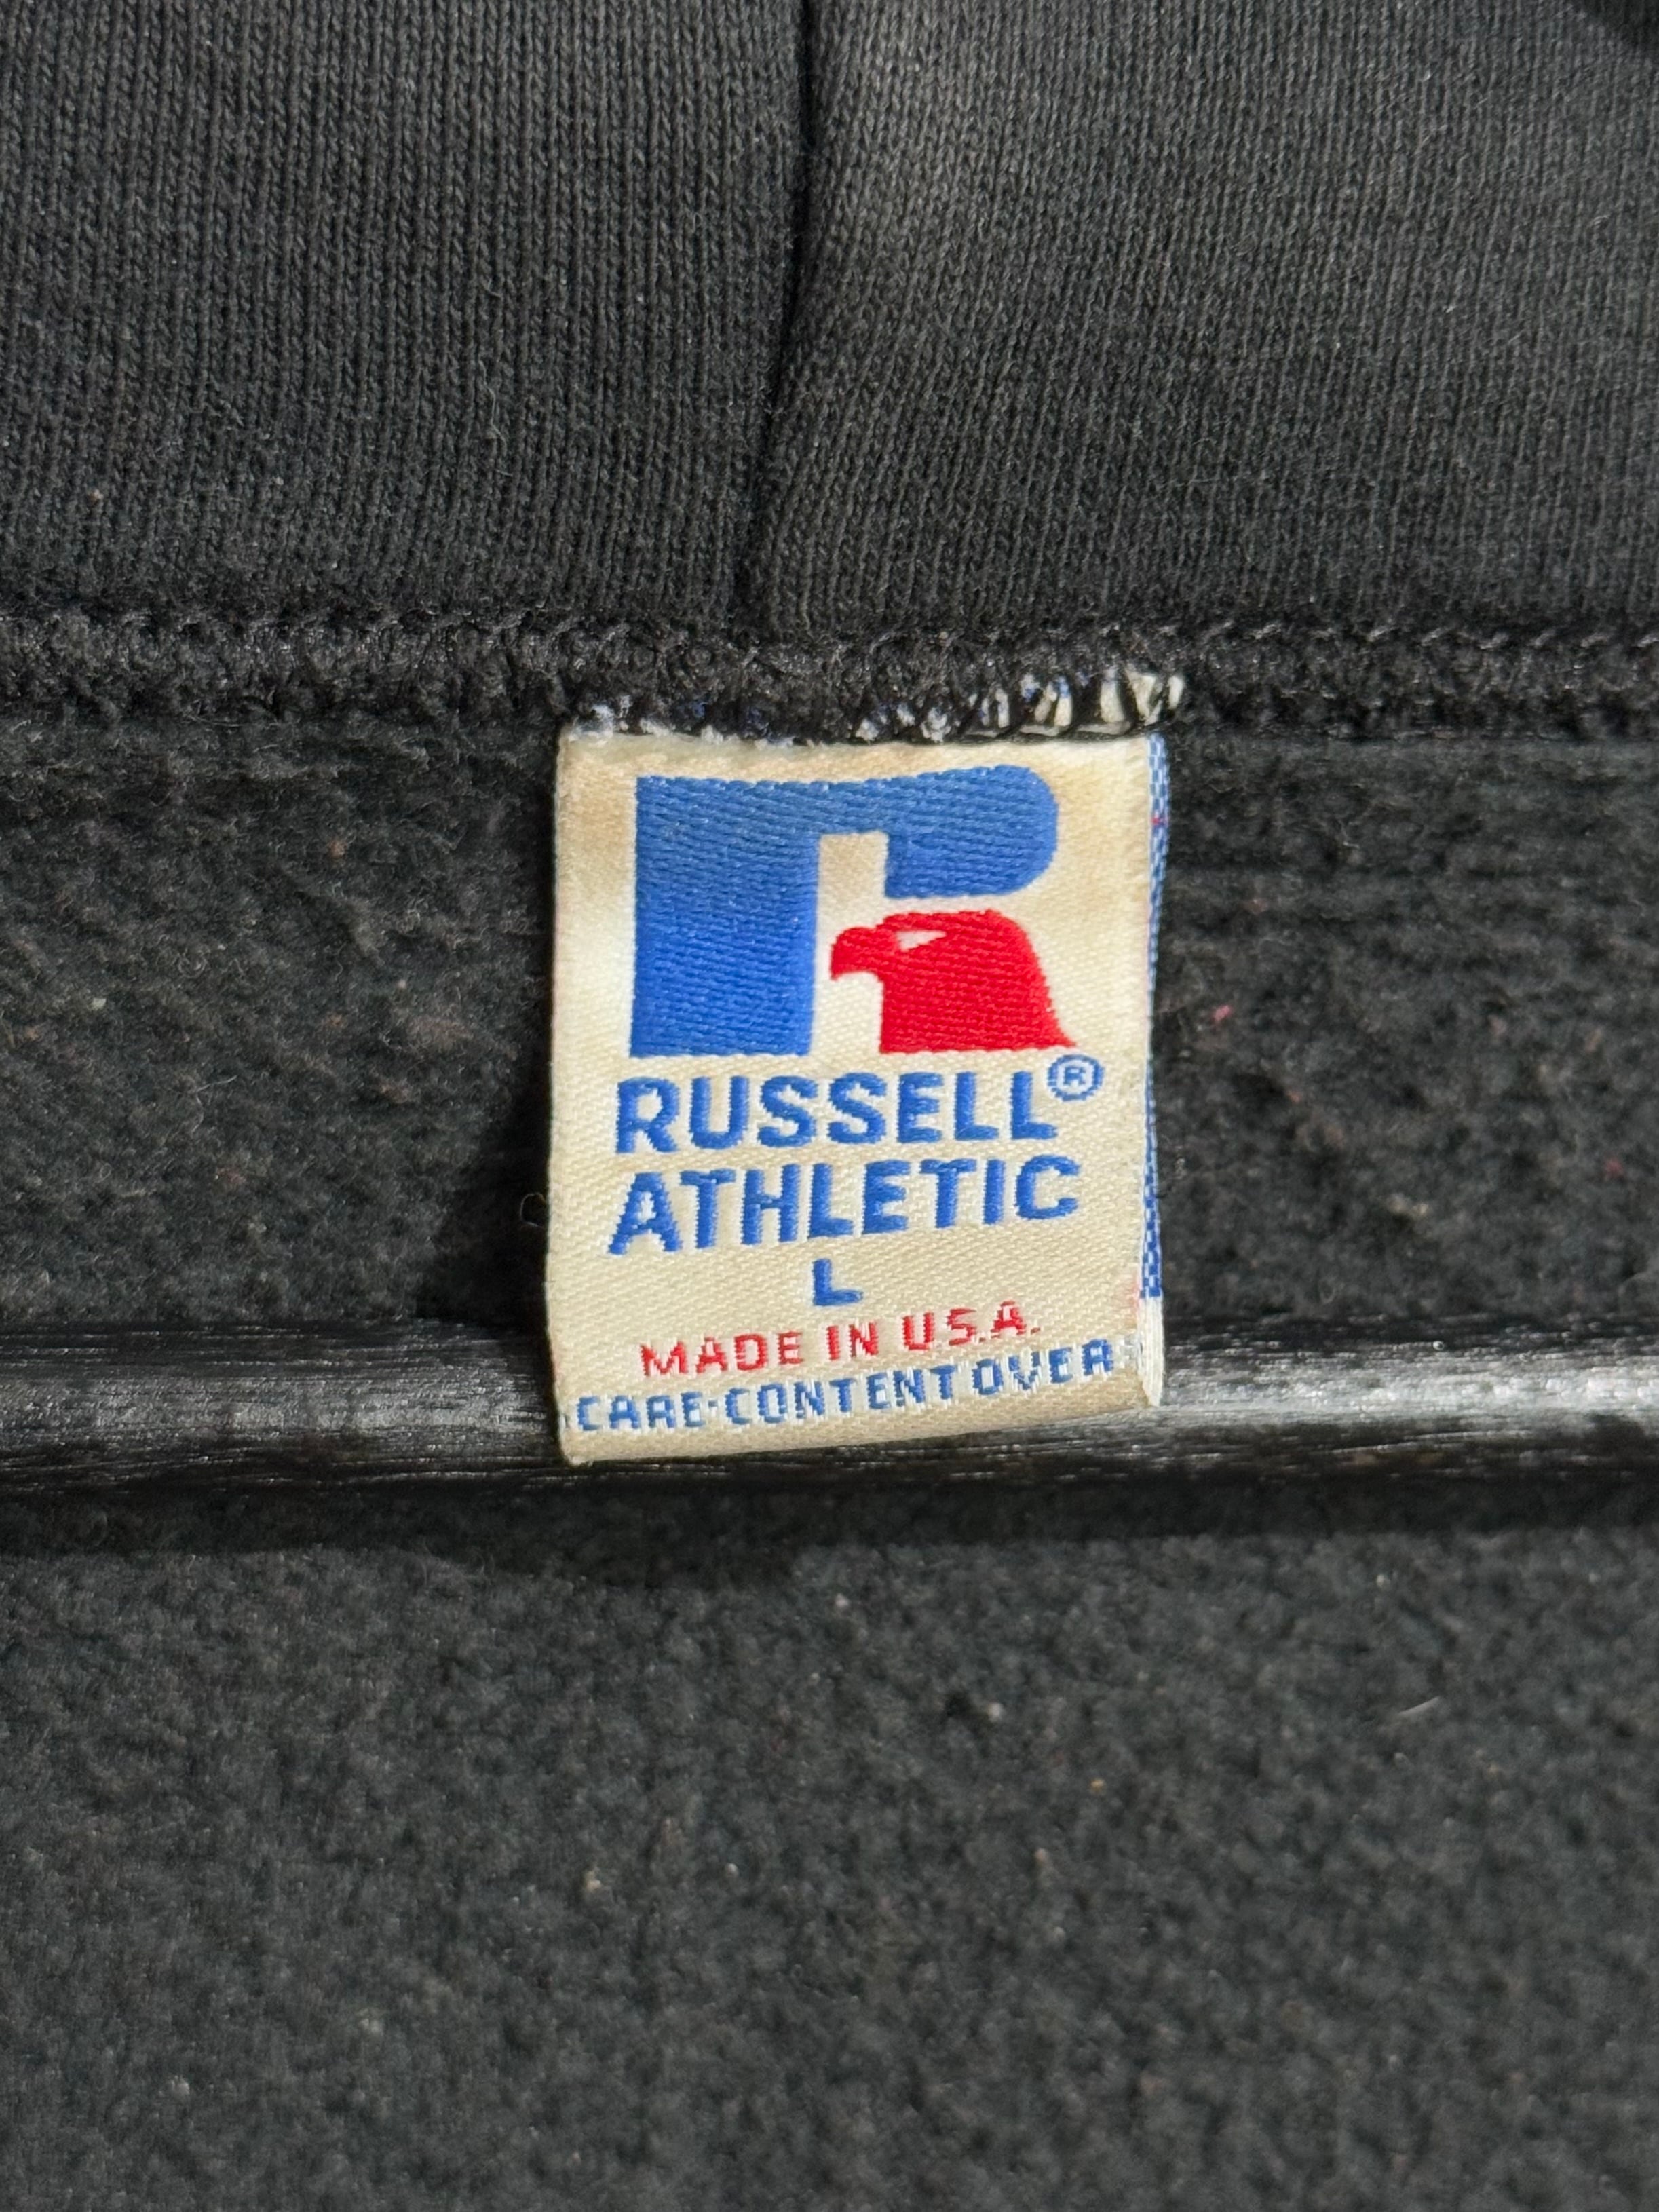 RUSSELL®
ATHLETIC
L
MADE IN U.S.A.
CARE·CONTENT OVER